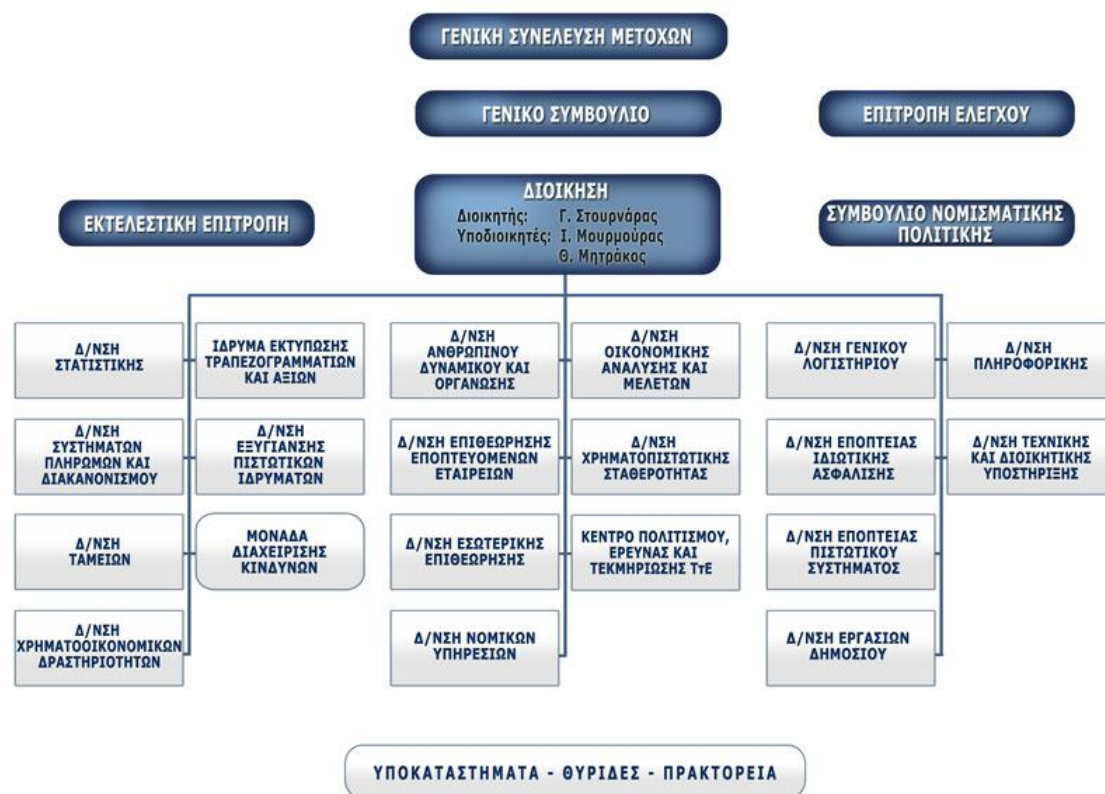 ΓΕΝΙΚΗ ΣΥΝΕΛΕΥΣΗ ΜΕΤΟΧΩΝ
ΓΕΝΙΚΟ ΣΥΜΒΟΥΛΙΟ
ΕΠΙΤΡΟΠΗ ΕΛΕΓΧΟΥ
ΕΚΤΕΛΕΣΤΙΚΗ ΕΠΙΤΡΟΠΗ
ΔΙΟΙΚΗΣΗ
Διοικητής: Γ. Στουρνάρας
Υποδιοικητές: Ι. Μουρμούρας
Θ. Μητράκος
ΣΥΜΒΟΥΛΙΟ ΝΟΜΙΣΜΑΤΙΚΗΣ
ΠΟΛΙΤΙΚΗΣ
Δ/ΝΣΗ
ΣΤΑΤΙΣΤΙΚΗΣ
ΙΔΡΥΜΑ ΕΚΤΥΠΩΣΗΣ
ΤΡΑΠΕΖΟΓΡΑΜΜΑΤΙΩΝ
ΚΑΙ ΑΞΙΩΝ
Δ/ΝΣΗ
ΑΝΘΡΩΠΙΝΟΥ
ΔΥΝΑΜΙΚΟΥ ΚΑΙ
ΟΡΓΑΝΩΣΗΣ
Δ/ΝΣΗ
ΟΙΚΟΝΟΜΙΚΗΣ
ΑΝΑΛΥΣΗΣ ΚΑΙ
ΜΕΛΕΤΩΝ
Δ/ΝΣΗ ΓΕΝΙΚΟΥ
ΛΟΓΙΣΤΗΡΙΟΥ
Δ/ΝΣΗ
ΠΛΗΡΟΦΟΡΙΚΗΣ
Δ/ΝΣΗ
ΣΥΣΤΗΜΑΤΩΝ
ΠΛΗΡΩΜΩΝ ΚΑΙ
ΔΙΑΚΑΝΟΝΙΣΜΟΥ
Δ/ΝΣΗ
ΕΞΥΓΙΑΝΣΗΣ
ΠΙΣΤΩΤΙΚΩΝ
ΙΔΡΥΜΑΤΩΝ
Δ/ΝΣΗ ΕΠΙΘΕΩΡΗΣΗΣ
ΕΠΟΠΤΕΥΟΜΕΝΩΝ
ΕΤΑΙΡΕΙΩΝ
Δ/ΝΣΗ
ΧΡΗΜΑΤΟΠΙΣΤΩΤΙΚΗΣ
ΣΤΑΘΕΡΟΤΗΤΑΣ
Δ/ΝΣΗ ΕΠΟΠΤΕΙΑΣ
ΙΔΙΩΤΙΚΗΣ
ΑΣΦΑΛΙΣΗΣ
Δ/ΝΣΗ ΤΕΧΝΙΚΗΣ
ΚΑΙ ΔΙΟΙΚΗΤΙΚΗΣ
ΥΠΟΣΤΗΡΙΞΗΣ
Δ/ΝΣΗ
ΤΑΜΕΙΩΝ
ΜΟΝΑΔΑ
ΔΙΑΧΕΙΡΙΣΗΣ
ΚΙΝΔΥΝΩΝ
Δ/ΝΣΗ ΕΣΩΤΕΡΙΚΗΣ
ΕΠΙΘΕΩΡΗΣΗΣ
ΚΕΝΤΡΟ ΠΟΛΙΤΙΣΜΟΥ,
ΕΡΕΥΝΑΣ ΚΑΙ
ΤΕΚΜΗΡΙΩΣΗΣ ΤτΕ
Δ/ΝΣΗ ΕΠΟΠΤΕΙΑΣ
ΠΙΣΤΩΤΙΚΟΥ
ΣΥΣΤΗΜΑΤΟΣ
Δ/ΝΣΗ
ΧΡΗΜΑΤΟΟΙΚΟΝΟΜΙΚΩΝ
ΔΡΑΣΤΗΡΙΟΤΗΤΩΝ
Δ/ΝΣΗ ΝΟΜΙΚΩΝ
ΥΠΗΡΕΣΙΩΝ
Δ/ΝΣΗ ΕΡΓΑΣΙΩΝ
ΔΗΜΟΣΙΟΥ
ΥΠΟΚΑΤΑΣΤΗΜΑΤΑ - ΘΥΡΙΔΕΣ - ΠΡΑΚΤΟΡΕΙΑ